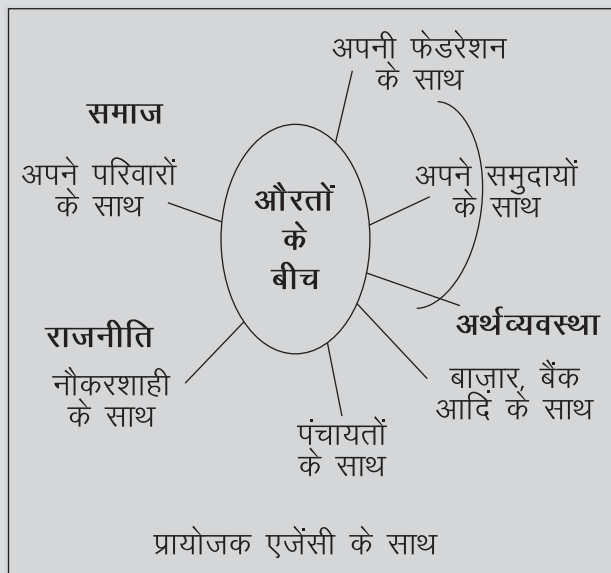 अपनी फेडरेशन
के साथ
समाज
अपने परिवारों
के साथ
औरतों
के
बीच
अपने समुदायों
के साथ
राजनीति
नौकरशाही
के साथ
अर्थव्यवस्था
बाज़ार, बैंक
आदि के साथ
पंचायतों
के साथ
प्रायोजक एजेंसी के साथ